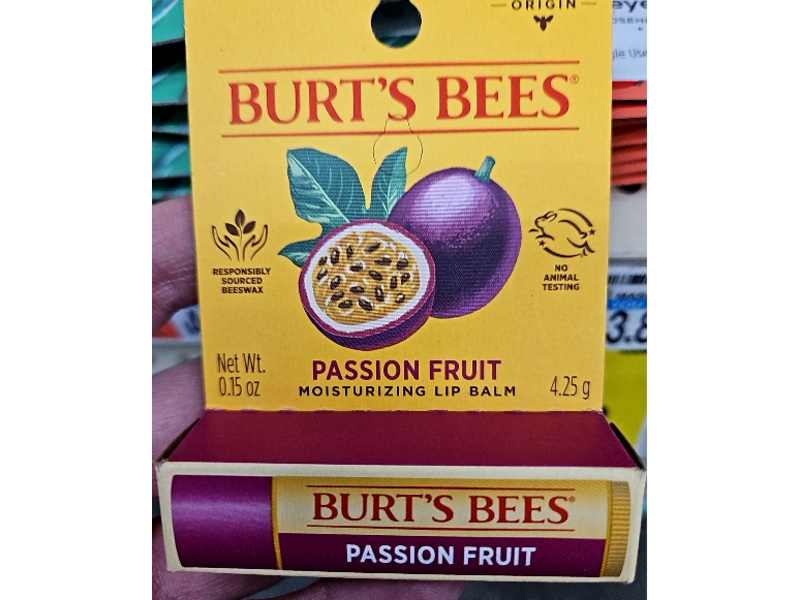 ORIGIN
BURT'S BEES®
RESPONSIBLY
SOURCED
BEESWAX
NO
ANIMAL
TESTING
Net Wt.
0.15 oz
PASSION FRUIT
MOISTURIZING LIP BALM
4.25 g
BURT'S BEES®
PASSION FRUIT